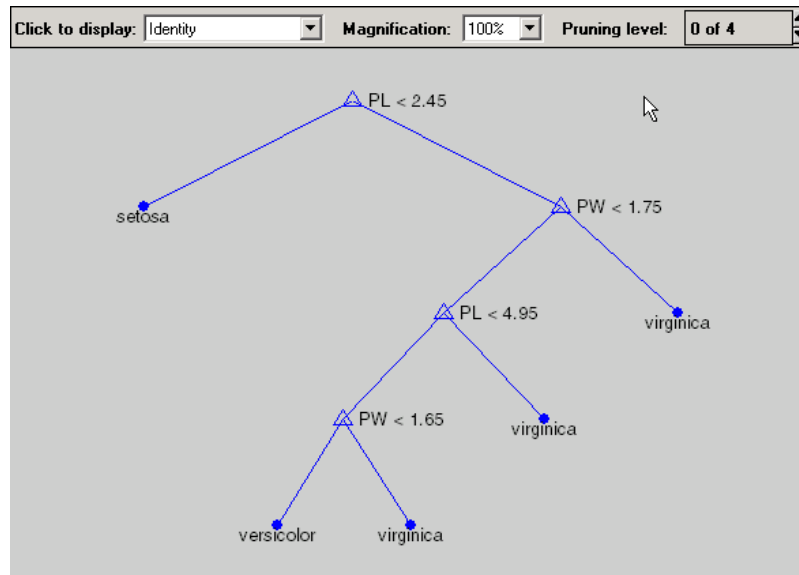 Click to display: Identity Magnification: 100% Pruning level: 0 of 4
PL < 2.45
setosa
PW < 1.75
PL < 4.95
virginica
PW < 1.65
virginica
versicolor
virginica